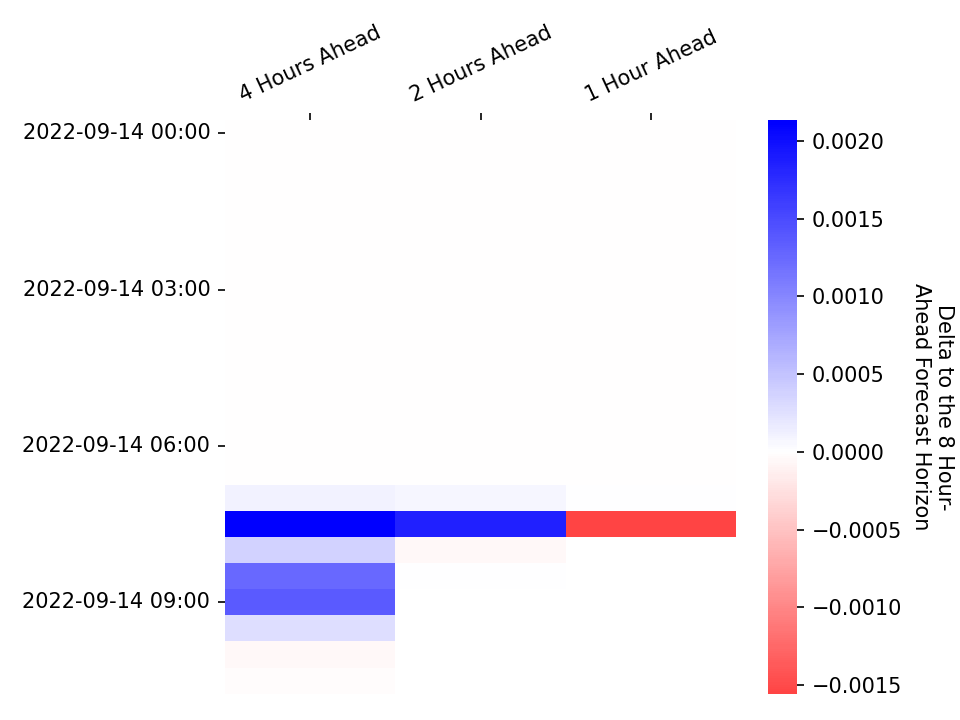 4 Hours Ahead
2 Hours Ahead
1 Hour Ahead
2022-09-14 00:00
2022-09-14 03:00
2022-09-14 06:00
2022-09-14 09:00
0.0020
0.0015
0.0010
0.0005
0.0000
−0.0005
−0.0010
−0.0015
Delta to the 8 Hour-
Ahead Forecast Horizon